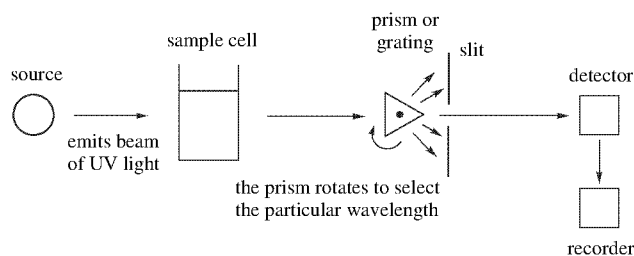 source
sample cell
prism or
grating
slit
detector
emits beam
of UV light
the prism rotates to select
the particular wavelength
recorder